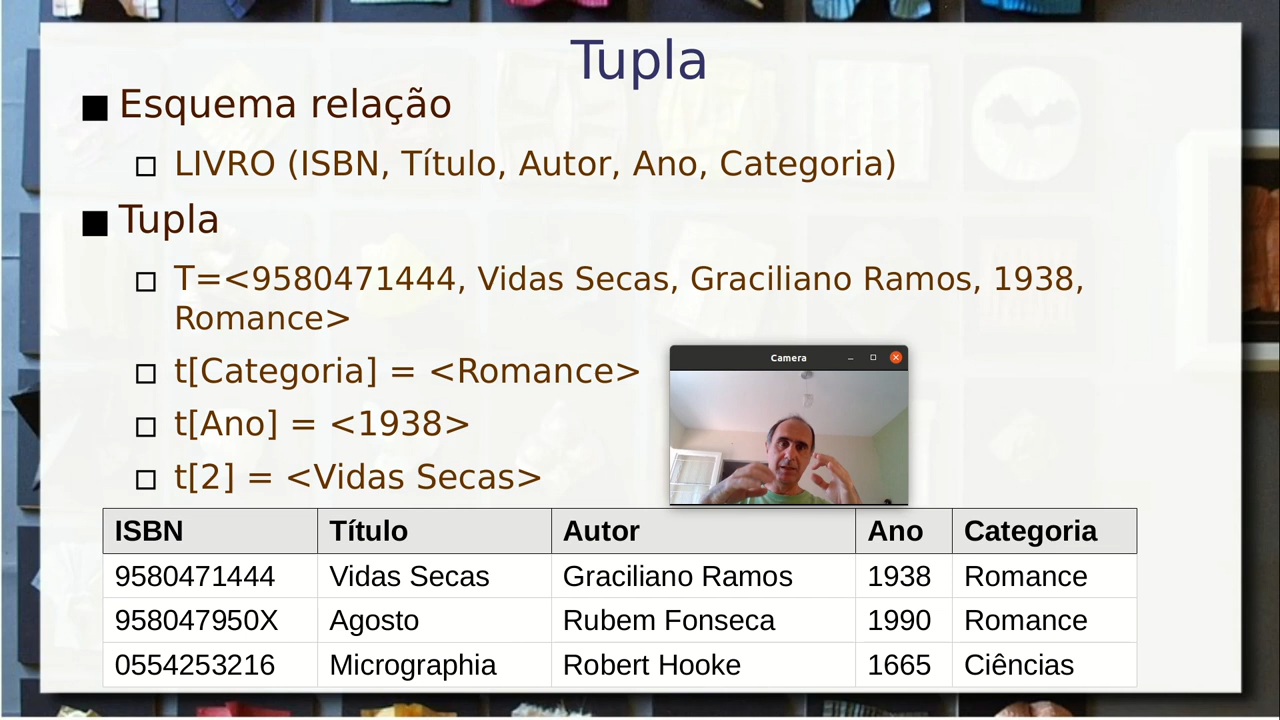 Tupla
Esquema relação
LIVRO (ISBN, Título, Autor, Ano, Categoria)
Tupla
T=<9580471444, Vidas Secas, Graciliano Ramos, 1938,
Romance>
t[Categoria] = <Romance>
t[Ano] = <1938>
t[2] = <Vidas Secas>
Camera
ISBN Título Autor Ano Categoria
9580471444 Vidas Secas Graciliano Ramos 1938 Romance
958047950X Agosto Rubem Fonseca 1990 Romance
0554253216 Micrographia Robert Hooke 1665 Ciências